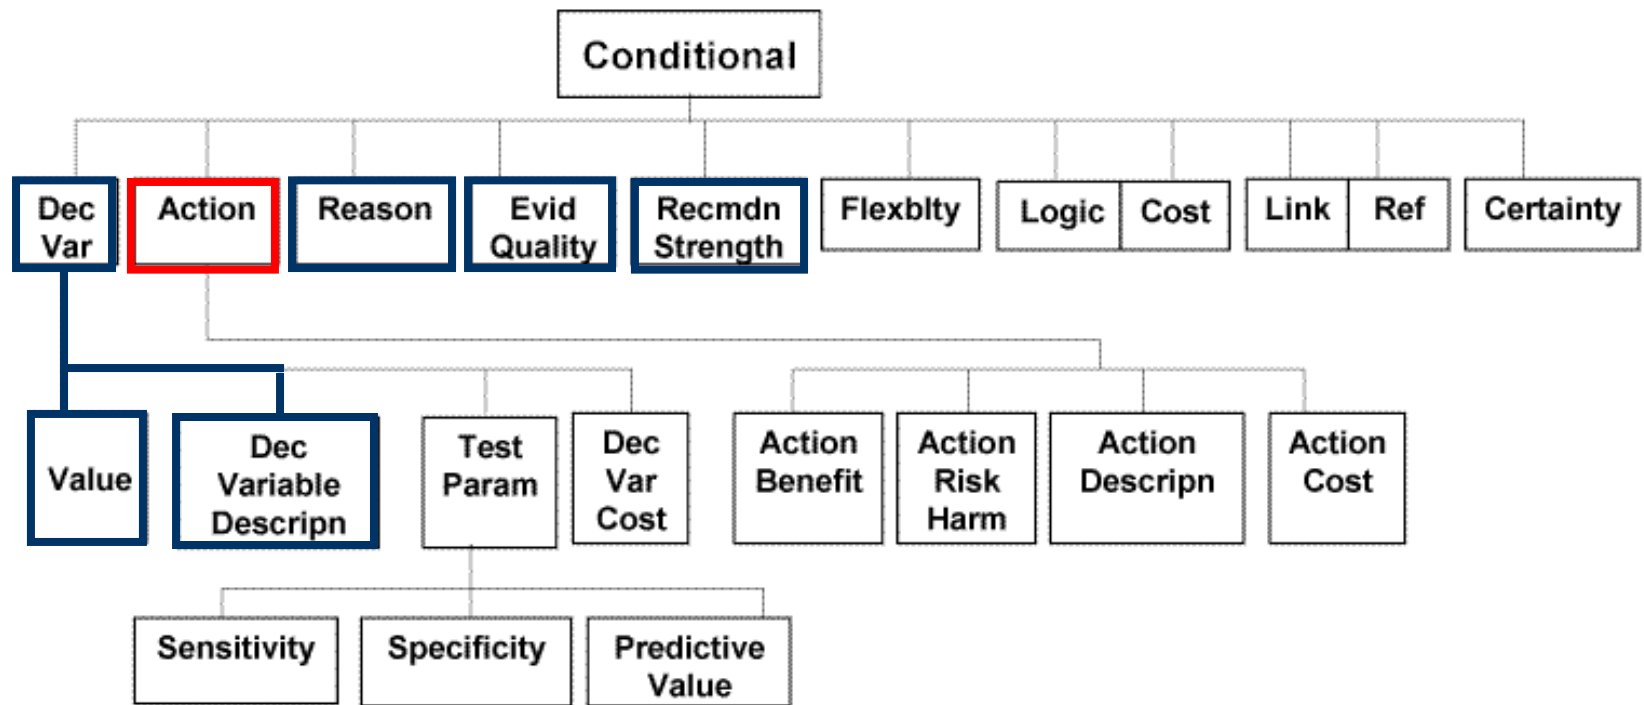 Conditional
Dec
Var
Action
Reason
Evid
Quality
Recmdn
Strength
Flexblty
Logic
Cost
Link
Ref
Certainty
Value
Dec
Variable
Descripn
Test
Param
Dec
Var
Cost
Action
Benefit
Action
Risk
Harm
Action
Descripn
Action
Cost
Sensitivity
Specificity
Predictive
Value